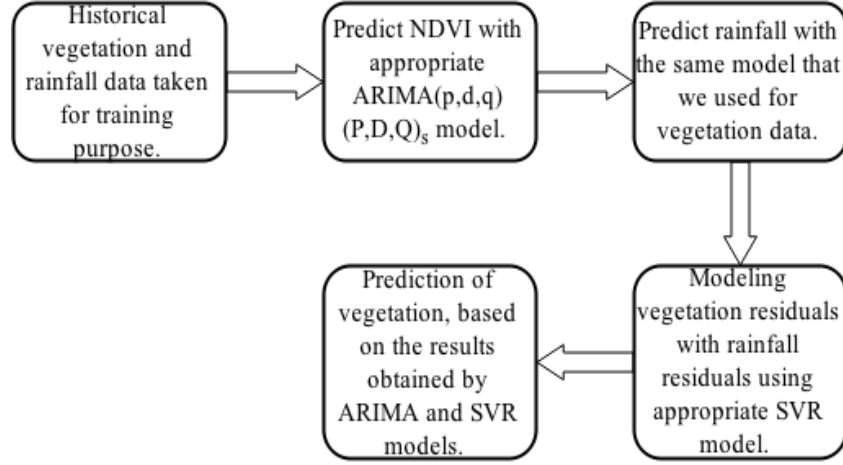 Historical
vegetation and
rainfall data taken
for training
purpose.
Predict NDVI with
appropriate
ARIMA(p,d,q)
(P,D,Q)s model.
Predict rainfall with
the same model that
we used for
vegetation data.
Modeling
vegetation residuals
with rainfall
residuals using
appropriate SVR
model.
Prediction of
vegetation, based
on the results
obtained by
ARIMA and SVR
models.